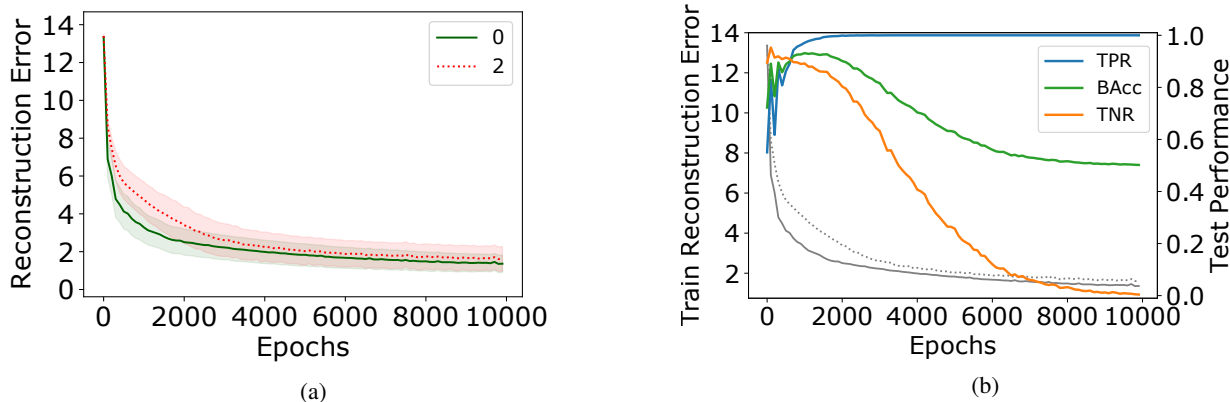 Reconstruction Error
14
12
10
8
6
4
2
0
0
2
0 2000 4000 6000 8000 10000
Epochs
(a)
Train Reconstruction Error
14
12
10
8
6
4
2
TPR
BAcc
TNR
1.0
0.8
0.6
0.4
0.2
0.0
Test Performance
0 2000 4000 6000 8000 10000
Epochs
(b)